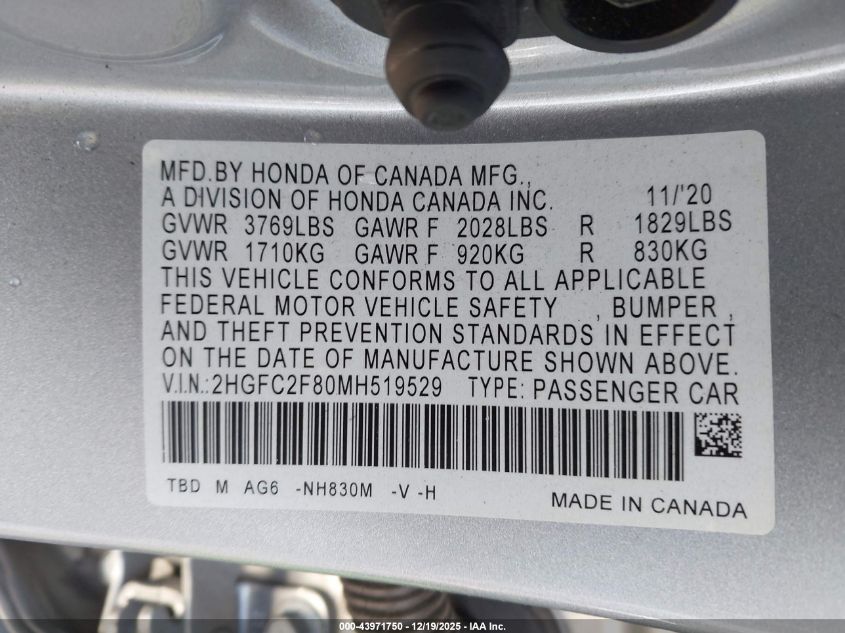 MFD.BY HONDA OF CANADA MFG.,
A DIVISION OF HONDA CANADA INC. 11/'20
GVWR 3769LBS GAWR F 2028LBS R 1829LBS
GVWR 1710KG GAWR F 920KG R 830KG
THIS VEHICLE CONFORMS TO ALL APPLICABLE
FEDERAL MOTOR VEHICLE SAFETY , BUMPER ,
AND THEFT PREVENTION STANDARDS IN EFFECT
ON THE DATE OF MANUFACTURE SHOWN ABOVE.
V.I.N.:2HGFC2F80MH519529 TYPE: PASSENGER CAR
TBD M AG6 -NH830M -V -H
MADE IN CANADA
000-43971750 — 12/19/2025 — IAA Inc.